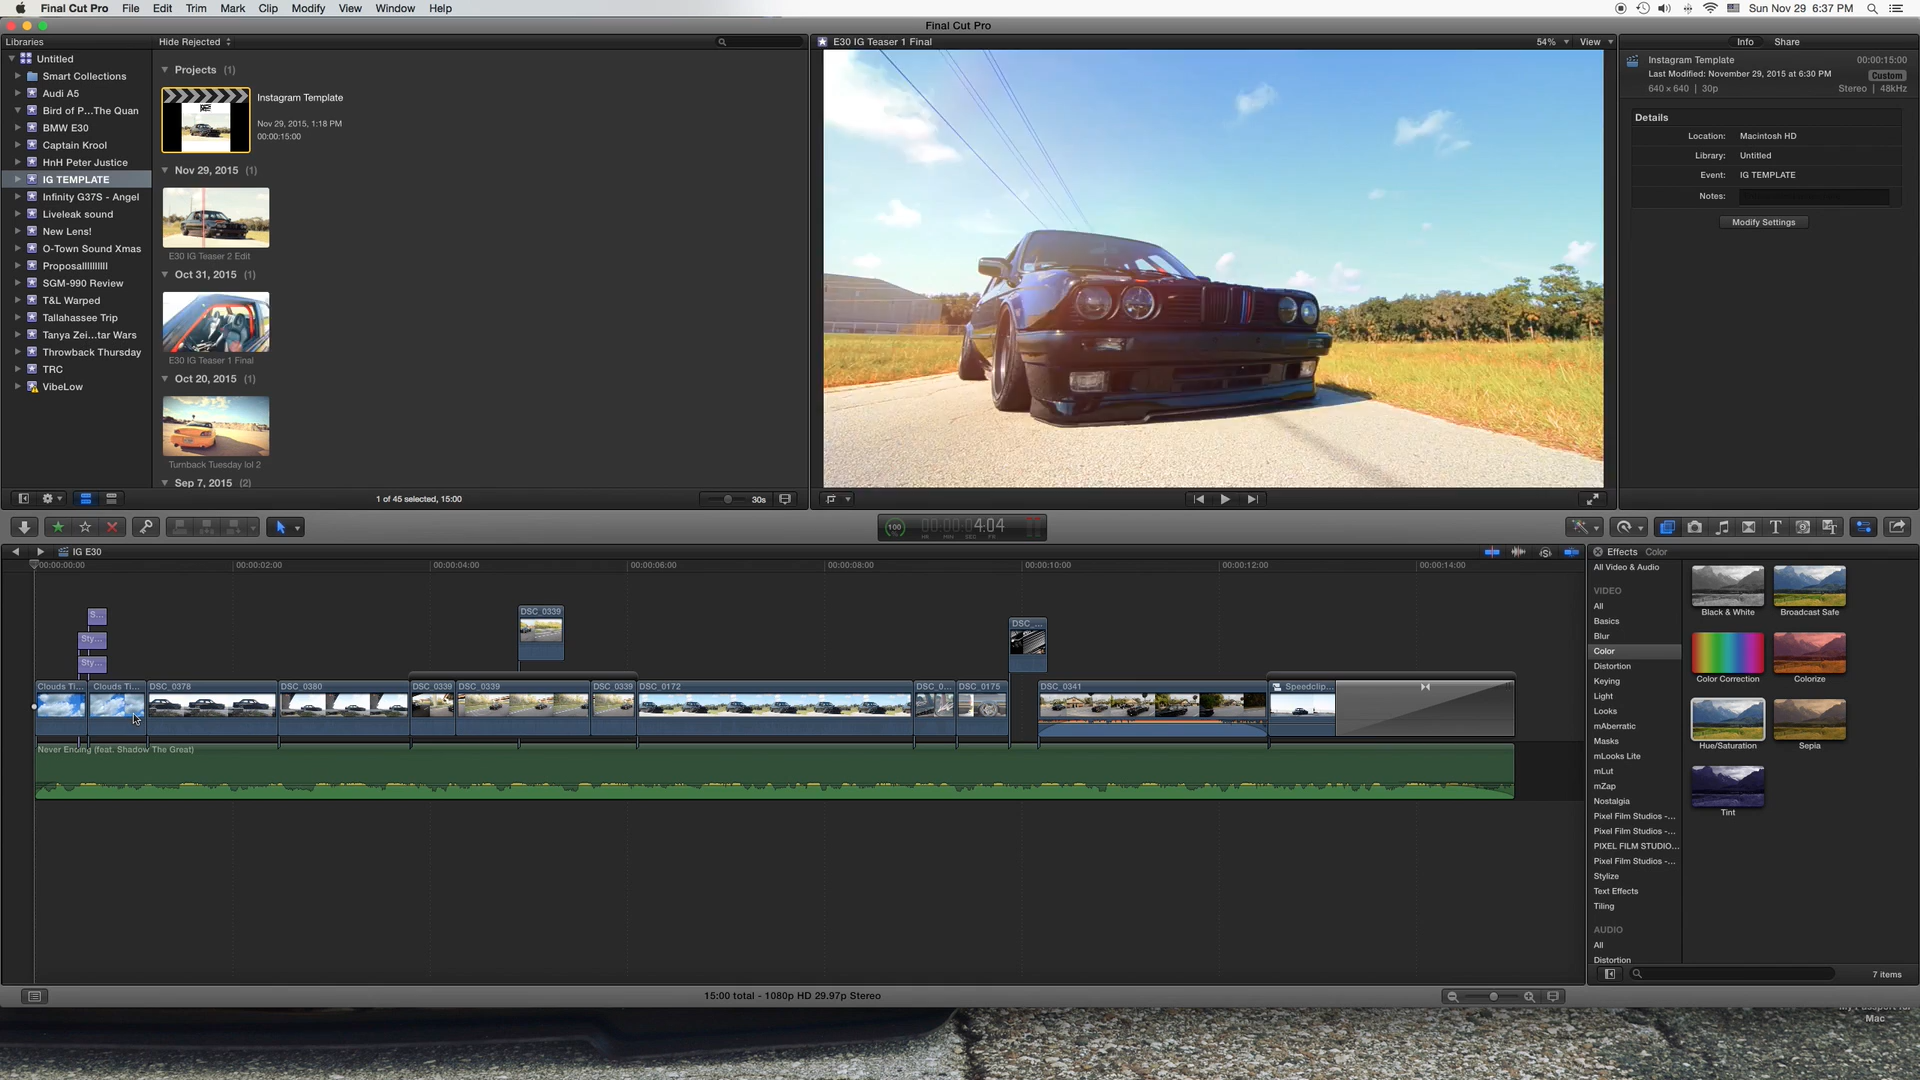 Final Cut Pro File Edit Trim Mark Clip Modify View Window Help Sun Nov 29 6:37 PM
Final Cut Pro
Libraries
Hide Rejected
E30 IG Teaser 1 Final
54%
View
Info
Share
Untitled
Smart Collections
Audi A5
Bird of P...The Quan
BMW E30
Captain Krool
HnH Peter Justice
IG TEMPLATE
Infinity G37S - Angel
Liveleak sound
New Lens!
O-Town Sound Xmas
Proposalllllllll
SGM-990 Review
T&L Warped
Tallahassee Trip
Tanya Zei...tar Wars
Throwback Thursday
TRC
VibeLow
Projects (1)
Instagram Template
Nov 29, 2015, 1:18 PM
00:00:15:00
Nov 29, 2015 (1)
E30 IG Teaser 2 Edit
Oct 31, 2015 (1)
E30 IG Teaser 1 Final
Oct 20, 2015 (1)
Turnback Tuesday lol 2
Sep 7, 2015 (2)
1 of 45 selected, 15:00
30s
Instagram Template
00:00:15:00
Last Modified: November 29, 2015 at 6:30 PM
Custom
640 × 640 | 30p
Stereo | 48kHz
Details
Location: Macintosh HD
Library: Untitled
Event: IG TEMPLATE
Notes:
Modify Settings
100
%
4:04
HR MIN SEC FR
IG E30
00:00:00:00
00:00:02:00
00:00:04:00
00:00:06:00
00:00:08:00
00:00:10:00
00:00:12:00
00:00:14:00
S...
Sty...
Sty...
DSC_0339
DSC_...
Clouds Ti...
Clouds Ti...
DSC_0378
DSC_0380
DSC_0339
DSC_0339
DSC_0339
DSC_0172
DSC_0...
DSC_0175
DSC_0341
Speedclip...
Never Ending (feat. Shadow The Great)
Effects Color
All Video & Audio
VIDEO
All
Basics
Blur
Color
Distortion
Keying
Light
Looks
mAberratic
Masks
mLooks Lite
mLut
mZap
Nostalgia
Pixel Film Studios -...
Pixel Film Studios -...
PIXEL FILM STUDIO...
Pixel Film Studios -...
Stylize
Text Effects
Tiling
AUDIO
All
Distortion
Black & White
Broadcast Safe
Color Correction
Colorize
Hue/Saturation
Sepia
Tint
7 items
15:00 total - 1080p HD 29.97p Stereo
Mac